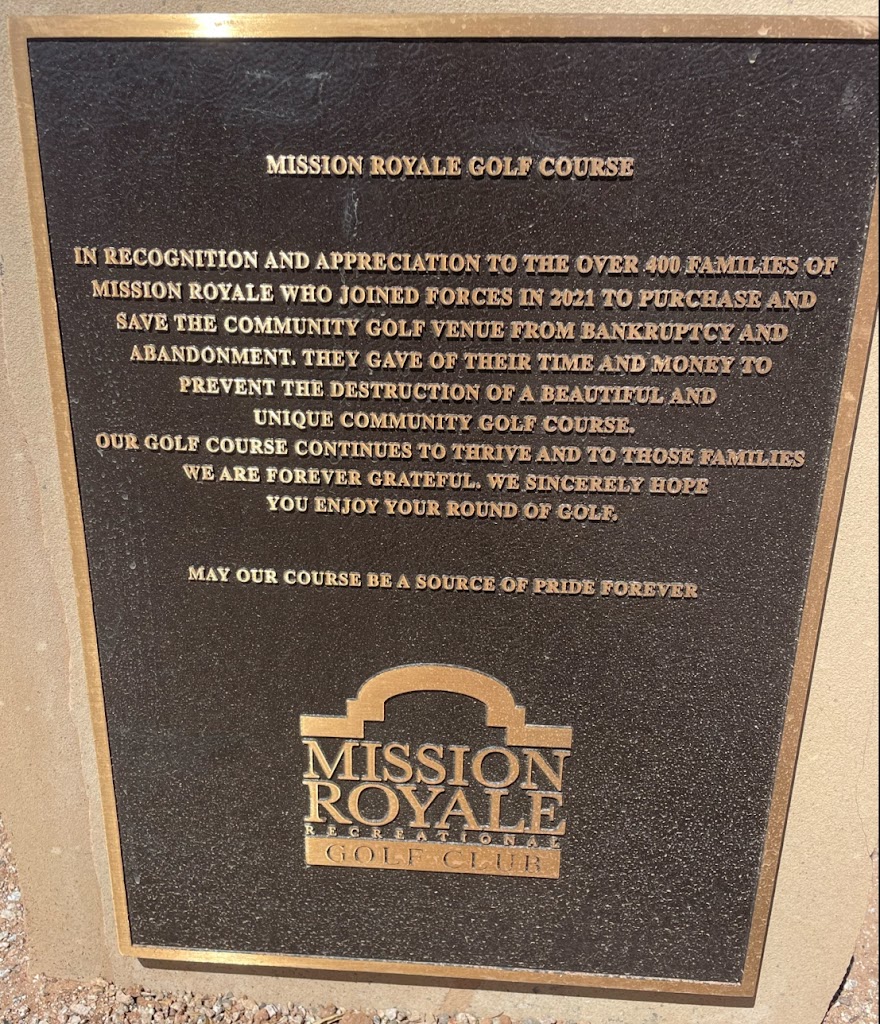 MISSION ROYALE GOLF COURSE
IN RECOGNITION AND APPRECIATION TO THE OVER 400 FAMILIES OF
MISSION ROYALE WHO JOINED FORCES IN 2021 TO PURCHASE AND
SAVE THE COMMUNITY GOLF VENUE FROM BANKRUPTCY AND
ABANDONMENT. THEY GAVE OF THEIR TIME AND MONEY TO
PREVENT THE DESTRUCTION OF A BEAUTIFUL AND
UNIQUE COMMUNITY GOLF COURSE.
OUR GOLF COURSE CONTINUES TO THRIVE AND TO THOSE FAMILIES
WE ARE FOREVER GRATEFUL. WE SINCERELY HOPE
YOU ENJOY YOUR ROUND OF GOLF.
MAY OUR COURSE BE A SOURCE OF PRIDE FOREVER
MISSION
ROYALE
RECREATIONAL
GOLF CLUB